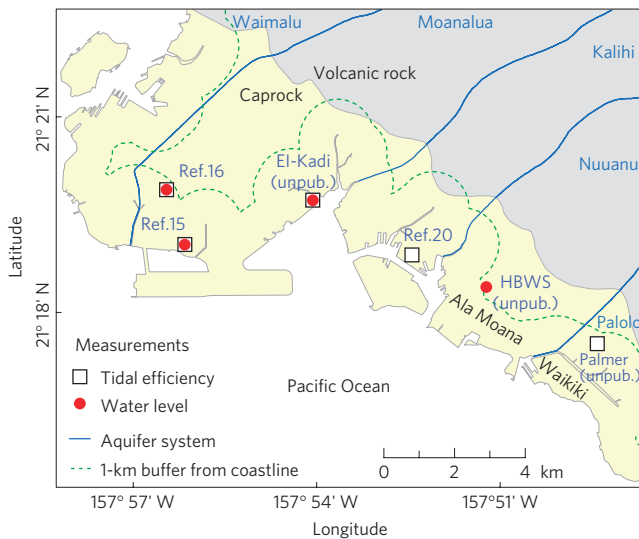 Waimalu
Moanalua
Kalihi
Nuuanu
Volcanic rock
Caprock
21° 21' N
Ref.16
El-Kadi
(unpub.)
Ref.15
Ref.20
HBWS
(unpub.)
Latitude
21° 18' N
Ala Moana
Palolo
Palmer
(unpub.)
Waikiki
Measurements
Tidal efficiency
Water level
Aquifer system
1-km buffer from coastline
Pacific Ocean
0 2 4 km
157° 57' W
157° 54' W
157° 51' W
Longitude